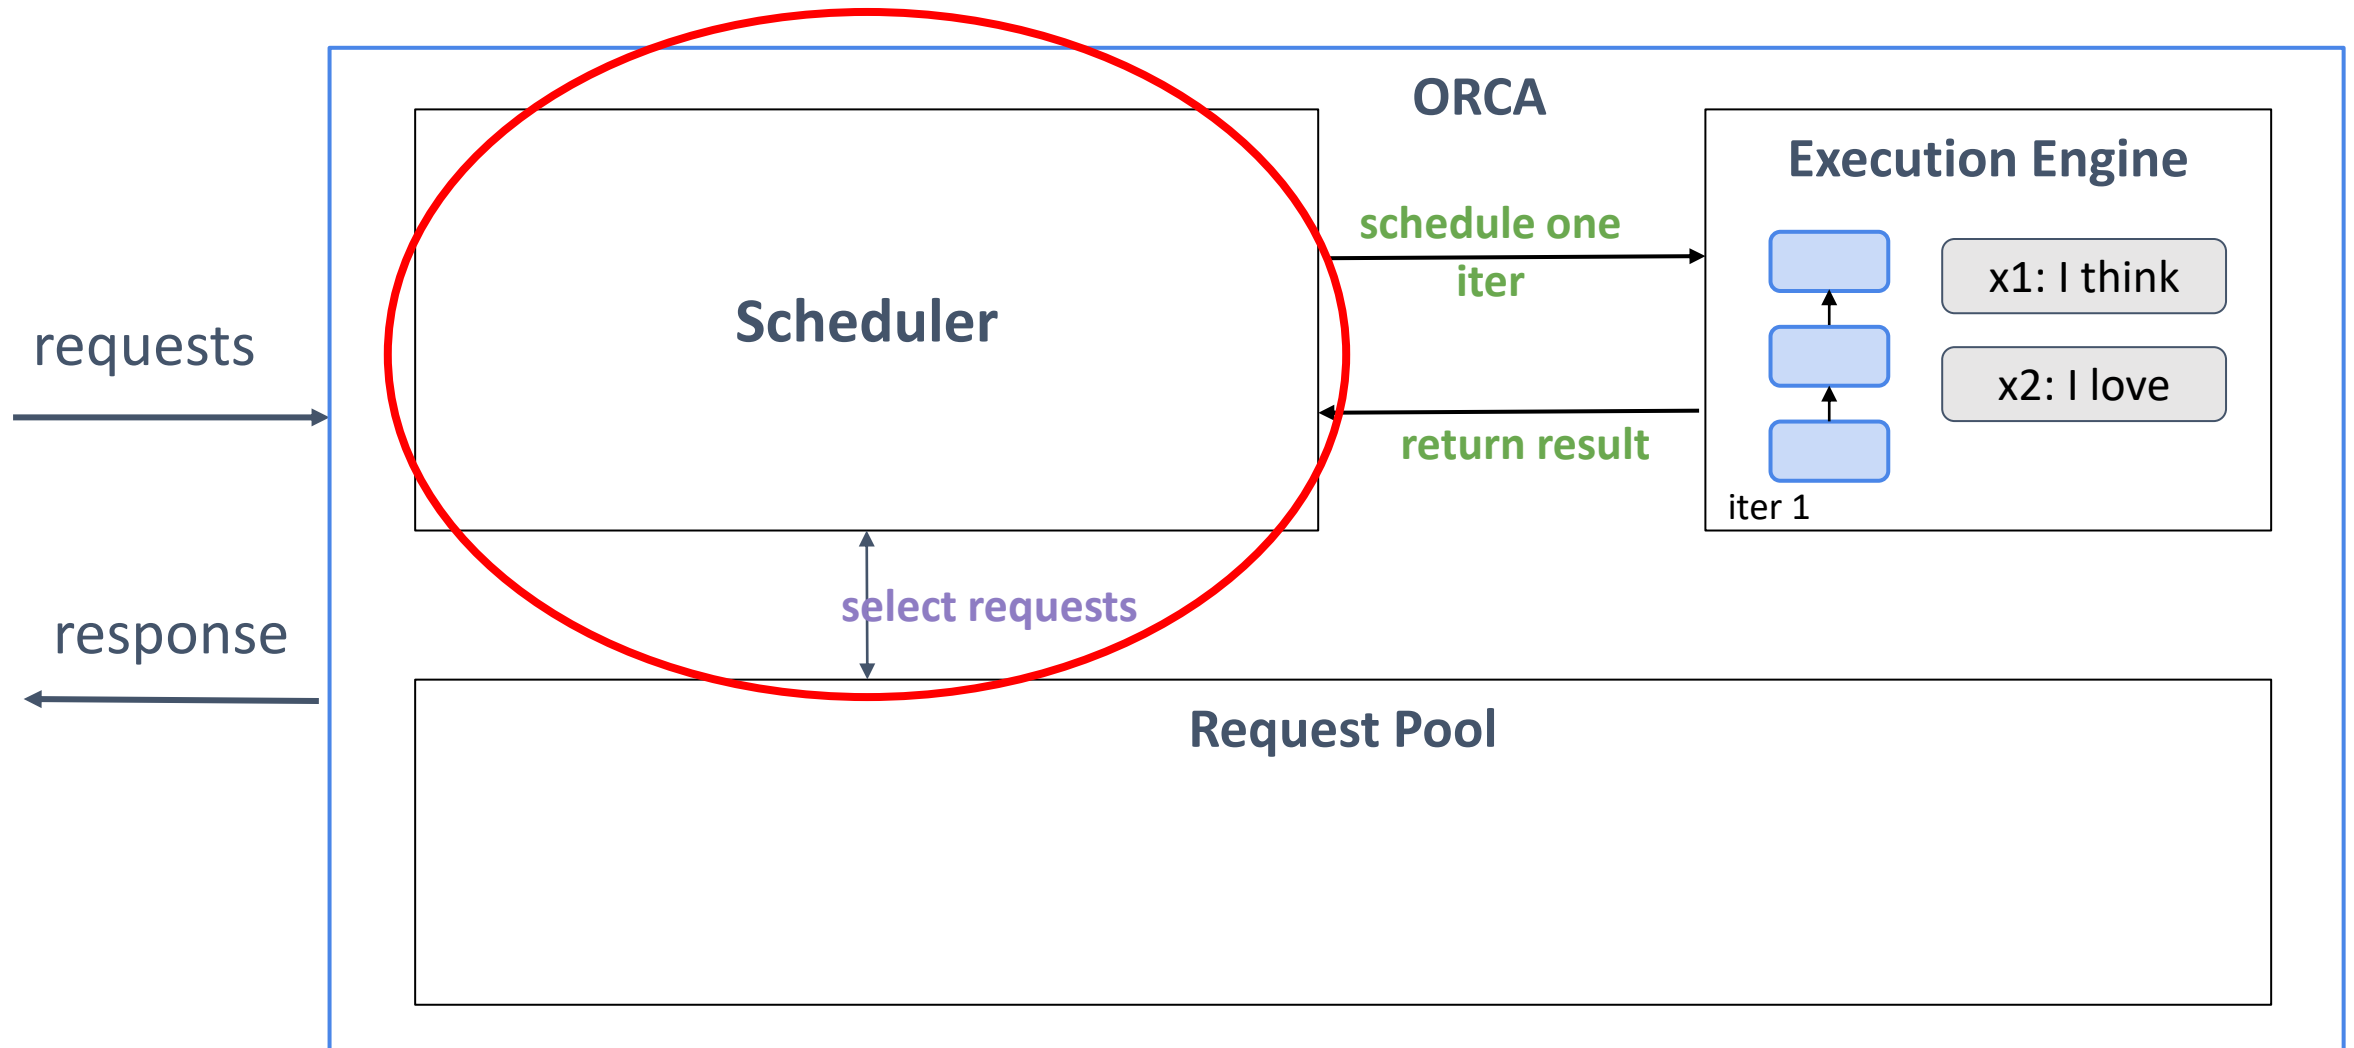 ORCA
requests
response
Scheduler
schedule one
iter
return result
Execution Engine
x1: I think
x2: I love
iter 1
select requests
Request Pool